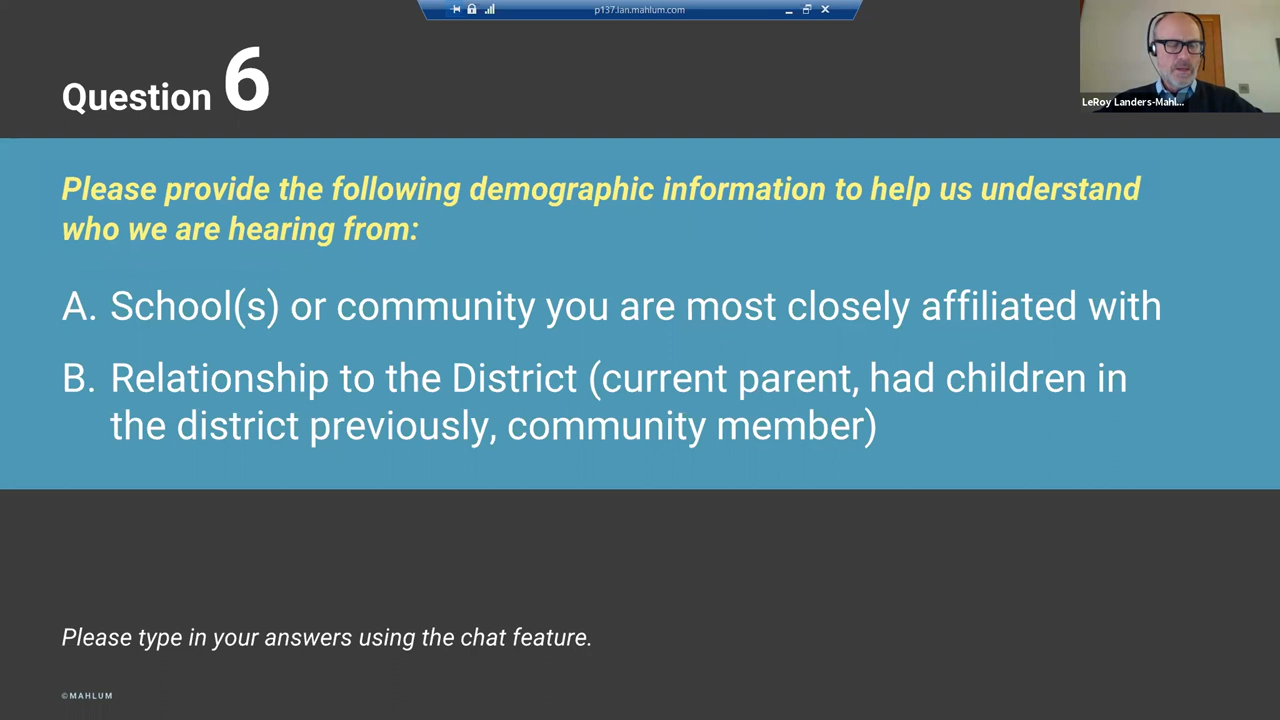 p137.lan.mahlum.com
Question 6
LeRoy Landers-Mahl...
Please provide the following demographic information to help us understand
who we are hearing from:
A. School(s) or community you are most closely affiliated with
B. Relationship to the District (current parent, had children in
the district previously, community member)
Please type in your answers using the chat feature.
©MAHLUM